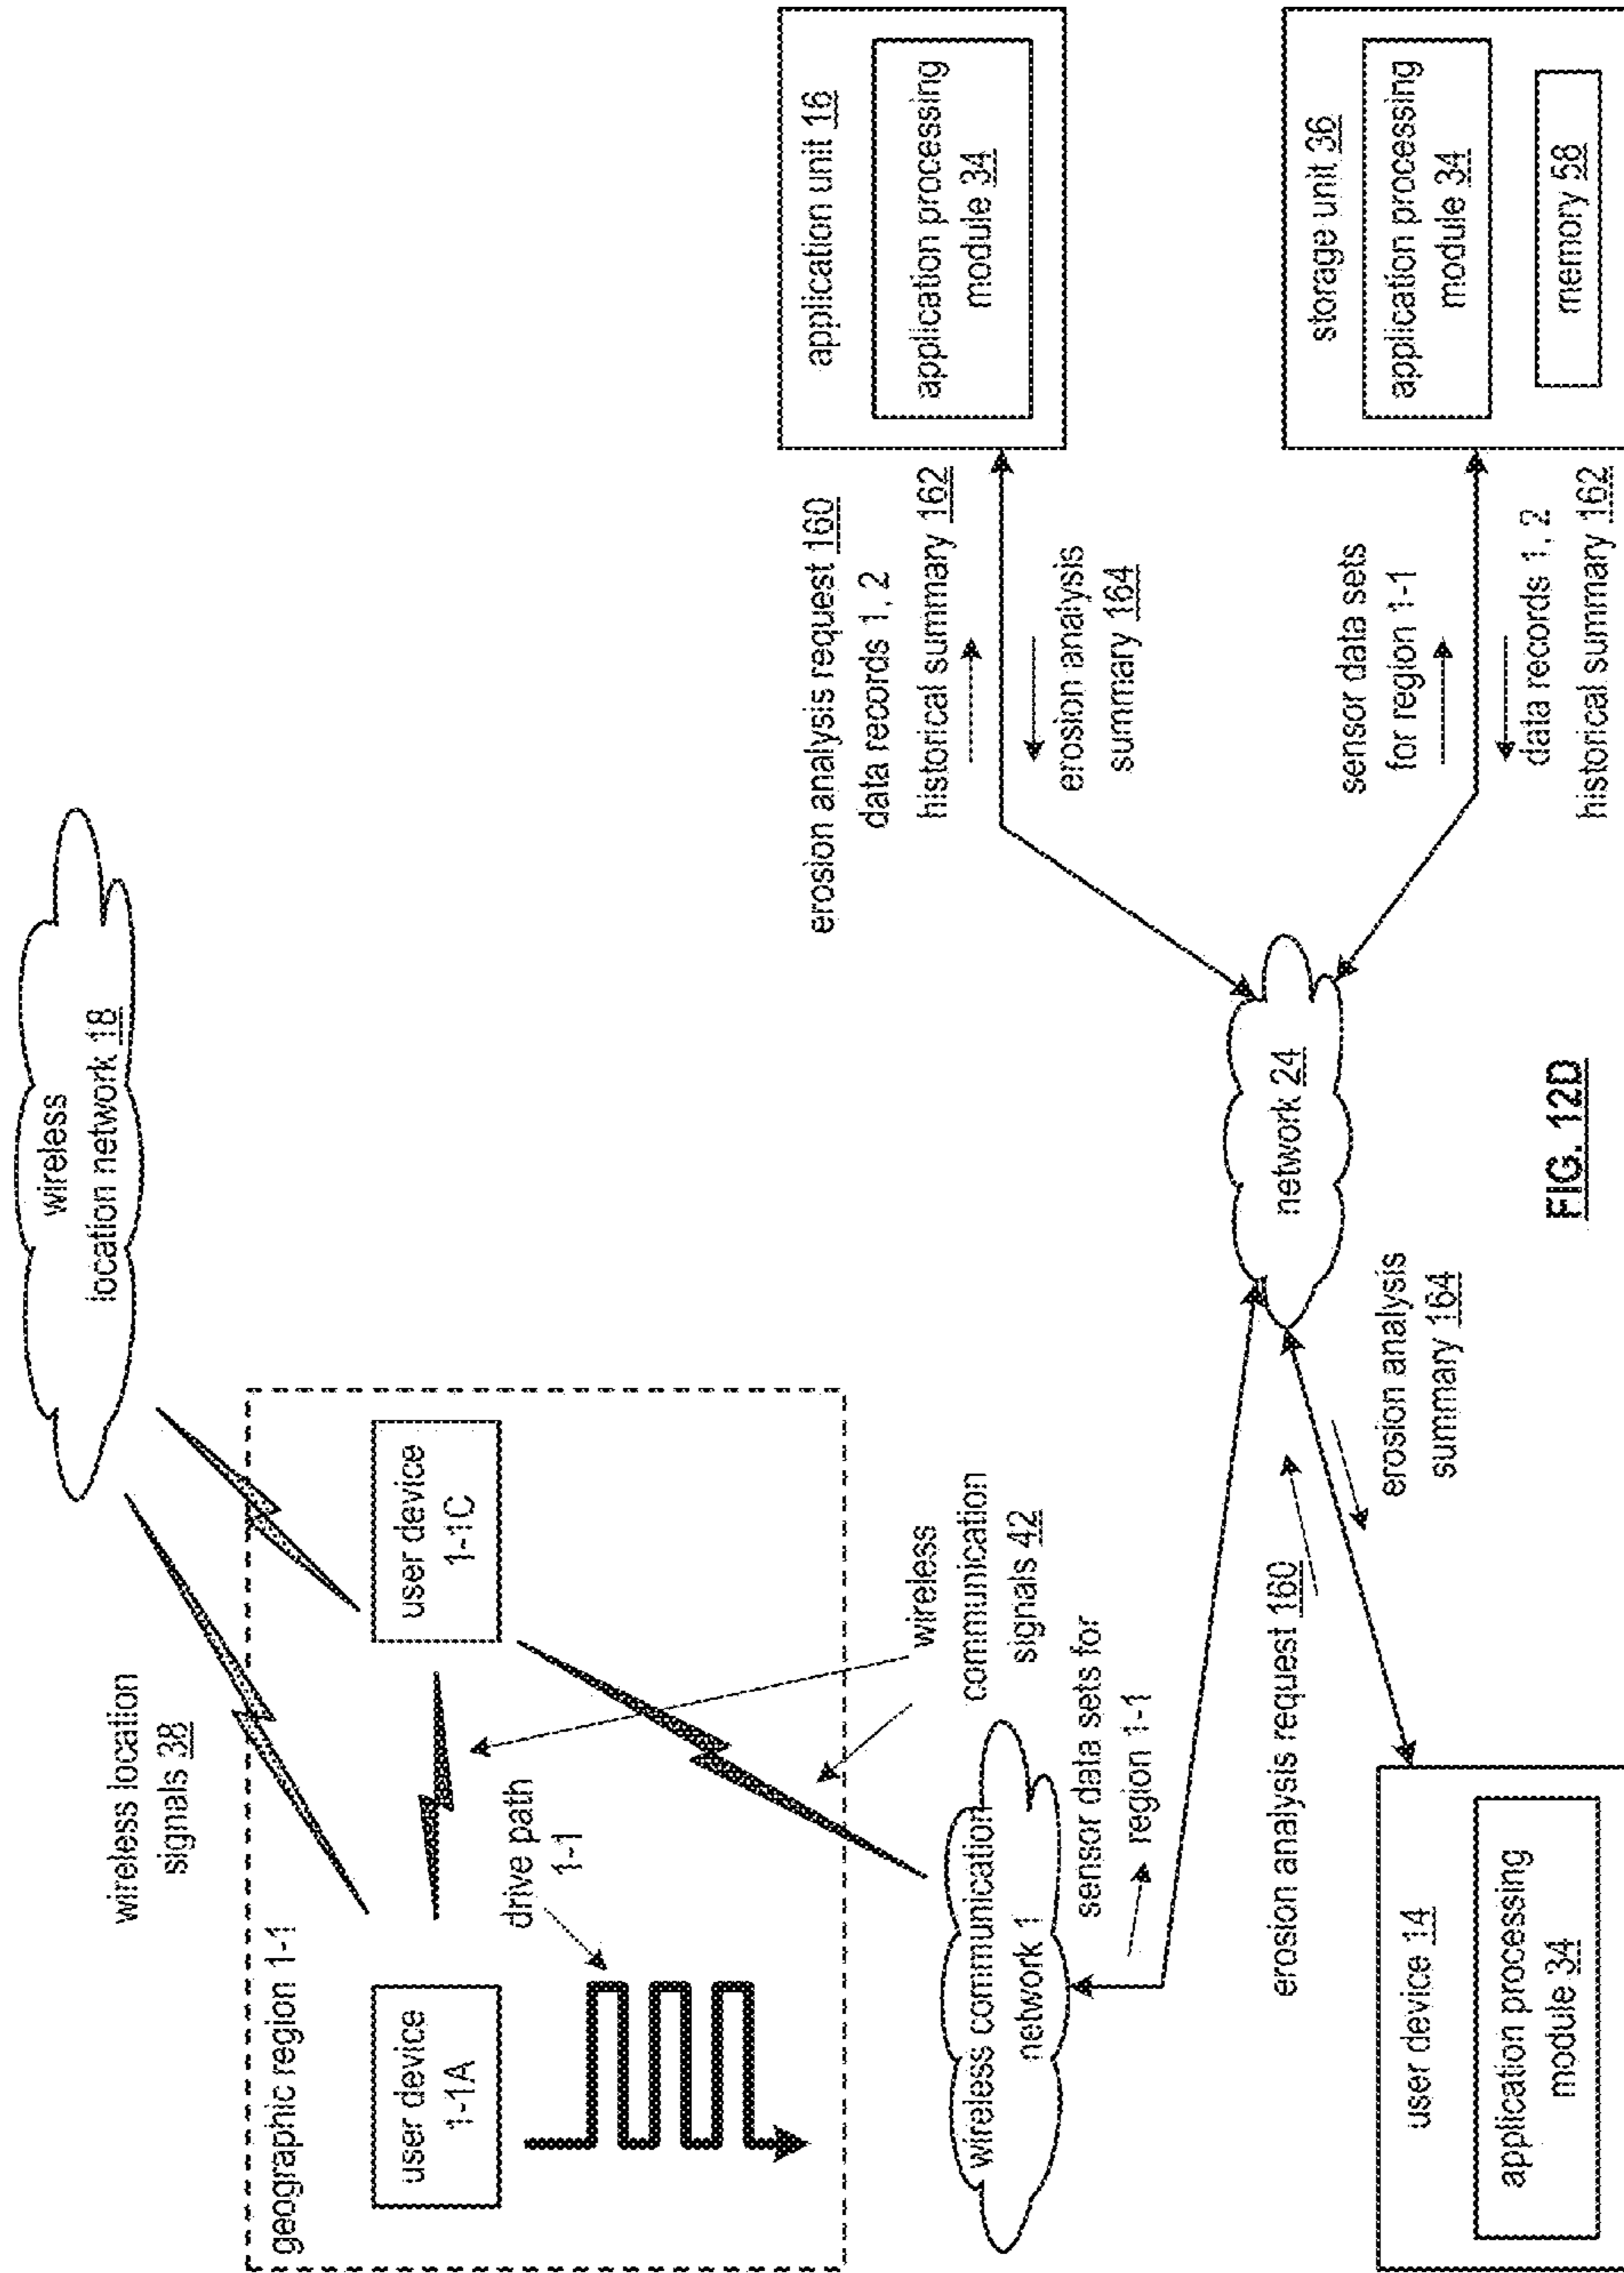 wireless
location network 18
wireless location
signals 38
geographic region 1-1
user device
1-1A
user device
1-1C
drive path
1-1
wireless
communication
signals 42
wireless communication
network 1
sensor data sets for
region 1-1
erosion analysis request 160
data records 1, 2
historical summary 162
erosion analysis
summary 164
application unit 16
application processing
module 34
network 24
erosion analysis request 160
erosion analysis
summary 164
user device 14
application processing
module 34
sensor data sets
for region 1-1
data records 1, 2
historical summary 162
storage unit 36
application processing
module 34
memory 58
FIG. 12D